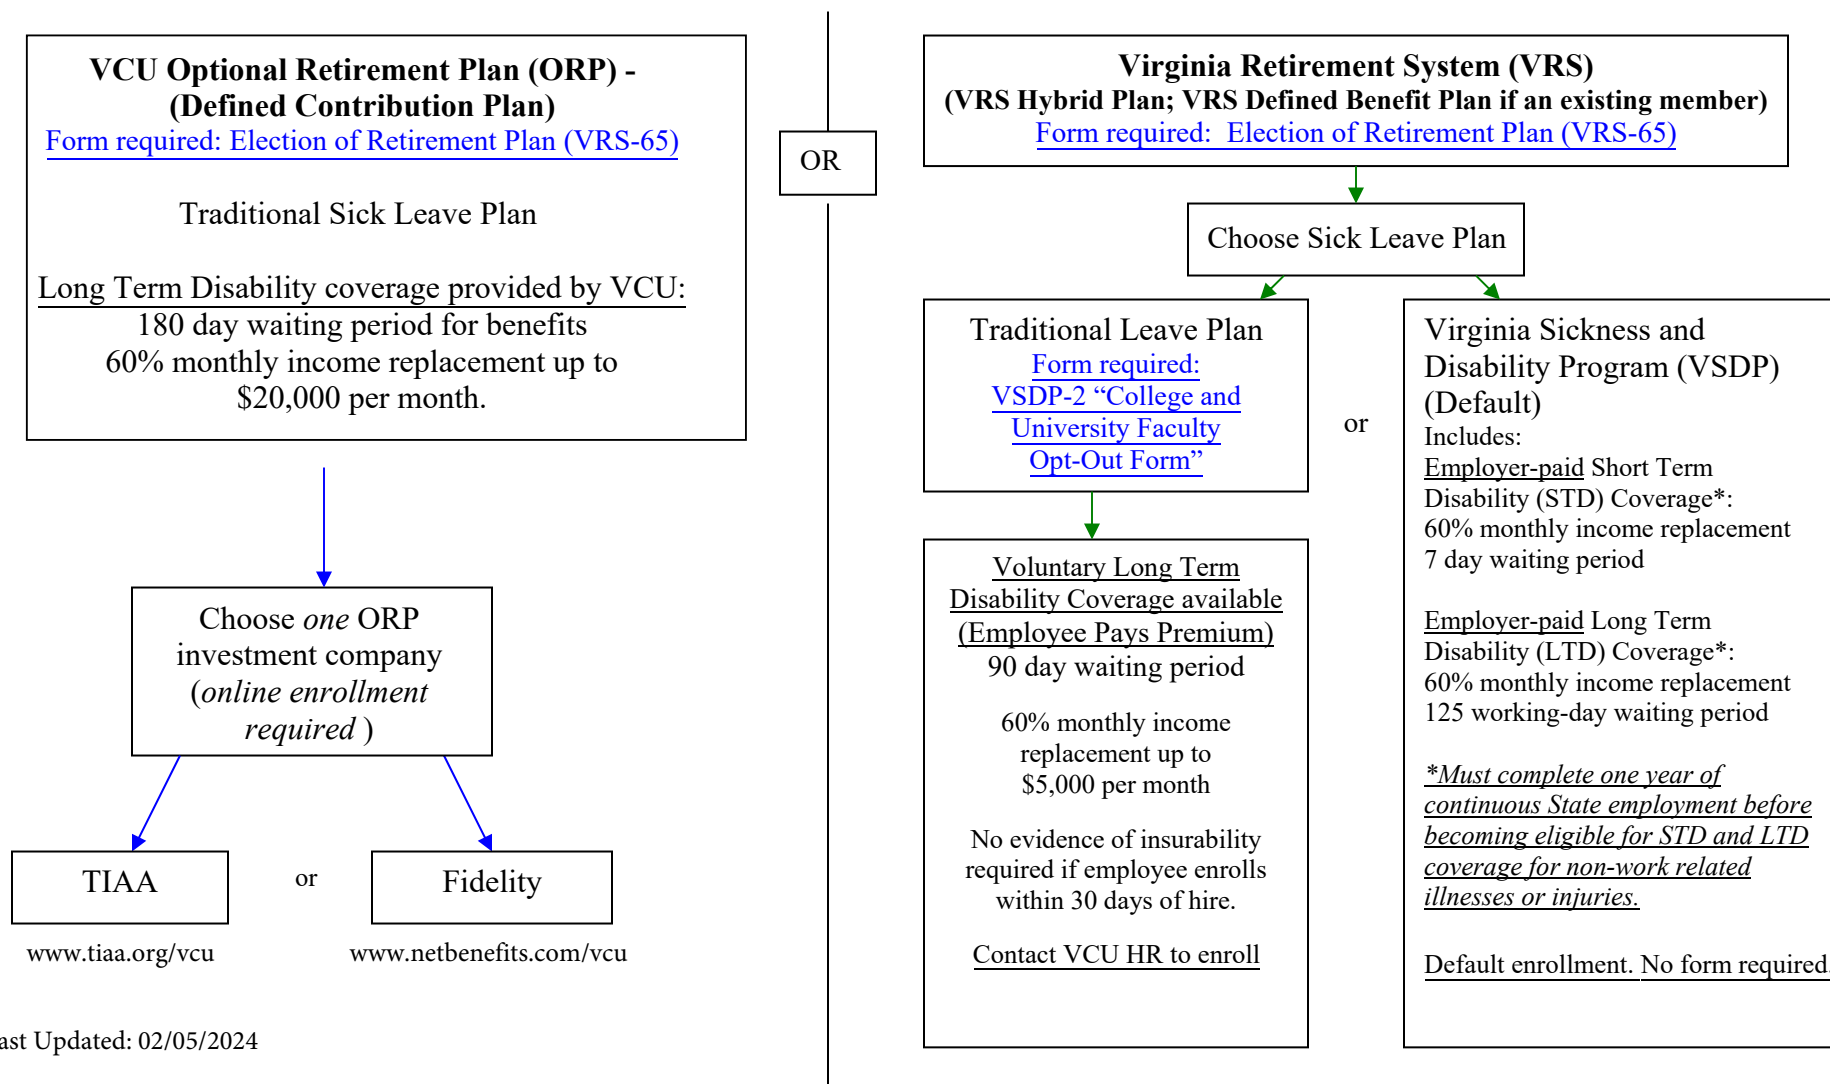 VCU Optional Retirement Plan (ORP) -
(Defined Contribution Plan)
Form required: Election of Retirement Plan (VRS-65)
Traditional Sick Leave Plan
Long Term Disability coverage provided by VCU:
180 day waiting period for benefits
60% monthly income replacement up to
$20,000 per month.
Choose one ORP
investment company
(online enrollment
required )
TIAA
or
Fidelity
www.tiaa.org/vcu
www.netbenefits.com/vcu
ast Updated: 02/05/2024
OR
Virginia Retirement System (VRS)
(VRS Hybrid Plan; VRS Defined Benefit Plan if an existing member)
Form required:  Election of Retirement Plan (VRS-65)
Choose Sick Leave Plan
Traditional Leave Plan
Form required:
VSDP-2 “College and
University Faculty
Opt-Out Form”
Voluntary Long Term
Disability Coverage available
(Employee Pays Premium)
90 day waiting period
60% monthly income
replacement up to
$5,000 per month
No evidence of insurability
required if employee enrolls
within 30 days of hire.
Contact VCU HR to enroll
or
Virginia Sickness and
Disability Program (VSDP)
(Default)
Includes:
Employer-paid Short Term
Disability (STD) Coverage*:
60% monthly income replacement
7 day waiting period
Employer-paid Long Term
Disability (LTD) Coverage*:
60% monthly income replacement
125 working-day waiting period
*Must complete one year of
continuous State employment before
becoming eligible for STD and LTD
coverage for non-work related
illnesses or injuries.
Default enrollment. No form required.